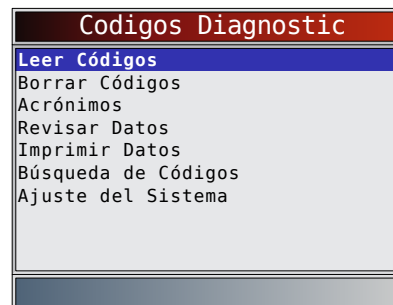 Codigos Diagnostic
Leer Códigos
Borrar Códigos
Acrónimos
Revisar Datos
Imprimir Datos
Búsqueda de Códigos
Ajuste del Sistema